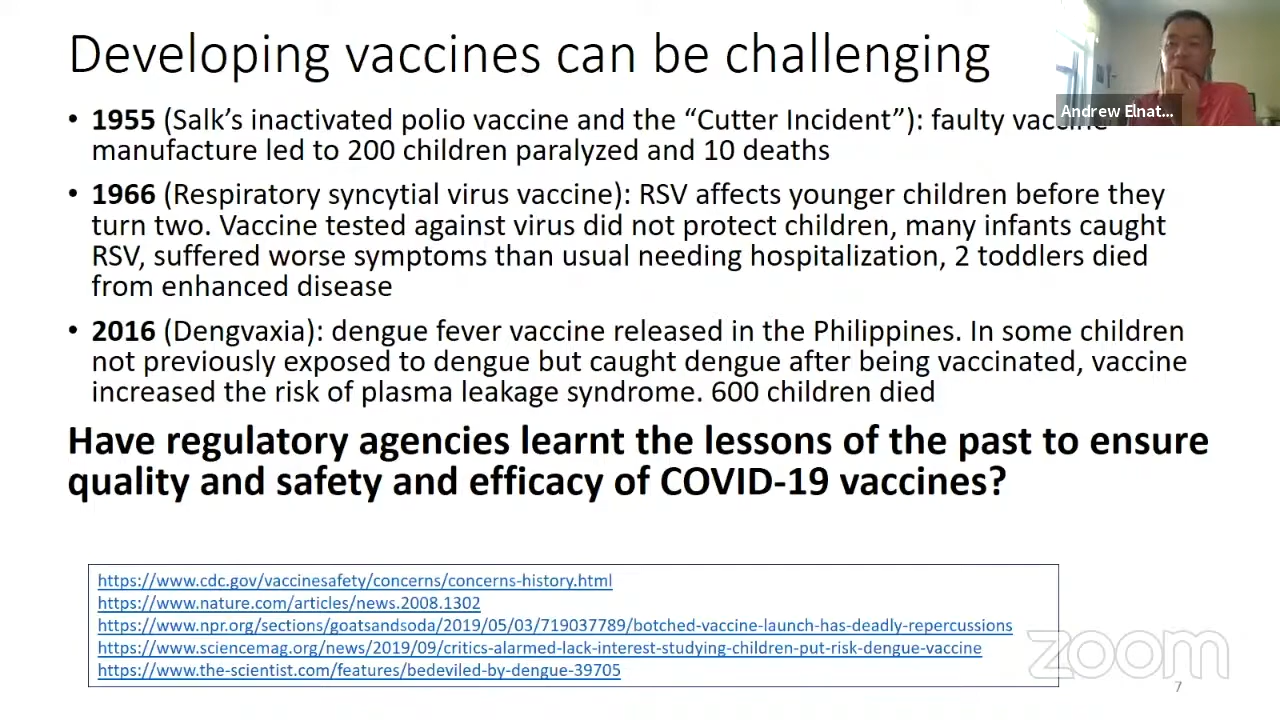 Developing vaccines can be challenging
Andrew Elnat...
• 1955 (Salk’s inactivated polio vaccine and the “Cutter Incident”): faulty vaccine
manufacture led to 200 children paralyzed and 10 deaths
• 1966 (Respiratory syncytial virus vaccine): RSV affects younger children before they
turn two. Vaccine tested against virus did not protect children, many infants caught
RSV, suffered worse symptoms than usual needing hospitalization, 2 toddlers died
from enhanced disease
• 2016 (Dengvaxia): dengue fever vaccine released in the Philippines. In some children
not previously exposed to dengue but caught dengue after being vaccinated, vaccine
increased the risk of plasma leakage syndrome. 600 children died
Have regulatory agencies learnt the lessons of the past to ensure
quality and safety and efficacy of COVID-19 vaccines?
https://www.cdc.gov/vaccinesafety/concerns/concerns-history.html
https://www.nature.com/articles/news.2008.1302
https://www.npr.org/sections/goatsandsoda/2019/05/03/719037789/botched-vaccine-launch-has-deadly-repercussions
https://www.sciencemag.org/news/2019/09/critics-alarmed-lack-interest-studying-children-put-risk-dengue-vaccine
https://www.the-scientist.com/features/bedeviled-by-dengue-39705
zoom
7